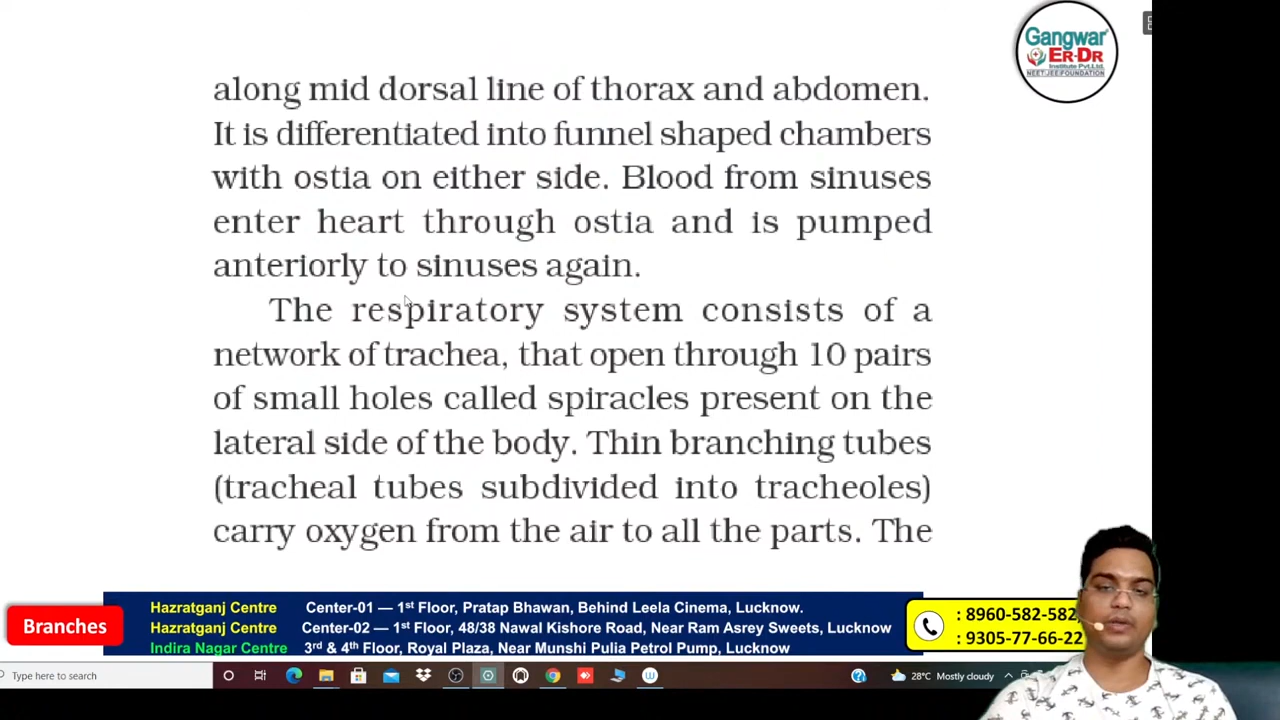 Gangwar
ER-DR
Institute Pvt.Ltd.
NEET|JEE|FOUNDATION
along mid dorsal line of thorax and abdomen.
It is differentiated into funnel shaped chambers
with ostia on either side. Blood from sinuses
enter heart through ostia and is pumped
anteriorly to sinuses again.
The respiratory system consists of a
network of trachea, that open through 10 pairs
of small holes called spiracles present on the
lateral side of the body. Thin branching tubes
(tracheal tubes subdivided into tracheoles)
carry oxygen from the air to all the parts. The
Branches
Hazratganj Centre Center-01 — 1st Floor, Pratap Bhawan, Behind Leela Cinema, Lucknow.
Hazratganj Centre Center-02 — 1st Floor, 48/38 Nawal Kishore Road, Near Ram Asrey Sweets, Lucknow
Indira Nagar Centre 3rd & 4th Floor, Royal Plaza, Near Munshi Pulia Petrol Pump, Lucknow
: 8960-582-582
: 9305-77-66-22
Type here to search
28°C Mostly cloudy